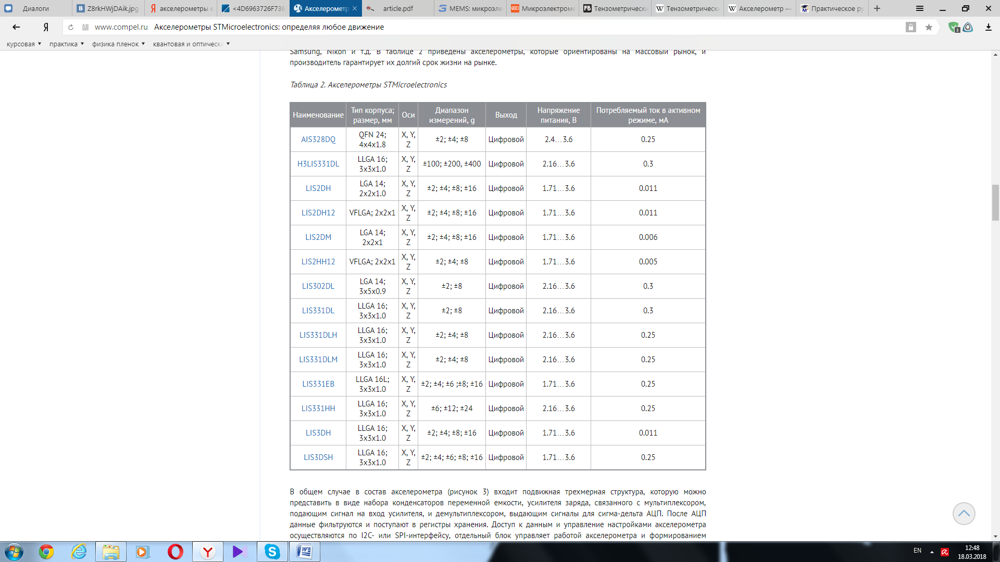 Диалоги
Z8rkHWjDAik.jpg
акселерометры е
<4D6963726F736
Акселерометр
article.pdf
MEMS: микроэле
Микроэлектроме
Тензометрически
Тензометрически
Акселерометр —
Практическое ру
www.compel.ru Акселерометры STMicroelectronics: определяя любое движение
курсовая практика физика пленок квантовая и оптическа
Samsung, Nikon и т.д. В таблице 2 приведены акселерометры, которые ориентированы на массовый рынок, и
производитель гарантирует их долгий срок жизни на рынке.
Таблица 2. Акселерометры STMicroelectronics
Наименование Тип корпуса; размер, мм Оси Диапазон измерений, g Выход Напряжение питания, В Потребляемый ток в активном режиме, мА
AIS328DQ QFN 24; 4x4x1.8 X, Y, Z ±2; ±4; ±8 Цифровой 2.4…3.6 0.25
H3LIS331DL LLGA 16; 3x3x1.0 X, Y, Z ±100; ±200, ±400 Цифровой 2.16…3.6 0.3
LIS2DH LGA 14; 2x2x1.0 X, Y, Z ±2; ±4; ±8; ±16 Цифровой 1.71…3.6 0.011
LIS2DH12 VFLGA; 2x2x1 X, Y, Z ±2; ±4; ±8; ±16 Цифровой 1.71…3.6 0.011
LIS2DM LGA 14; 2x2x1 X, Y, Z ±2; ±4; ±8; ±16 Цифровой 1.71…3.6 0.006
LIS2HH12 VFLGA; 2x2x1 X, Y, Z ±2; ±4; ±8 Цифровой 1.71…3.6 0.005
LIS302DL LGA 14; 3x5x0.9 X, Y, Z ±2; ±8 Цифровой 2.16…3.6 0.3
LIS331DL LLGA 16; 3x3x1.0 X, Y, Z ±2; ±8 Цифровой 2.16…3.6 0.3
LIS331DLH LLGA 16; 3x3x1.0 X, Y, Z ±2; ±4; ±8 Цифровой 2.16…3.6 0.25
LIS331DLM LLGA 16; 3x3x1.0 X, Y, Z ±2; ±4; ±8 Цифровой 2.16…3.6 0.25
LIS331EB LLGA 16L; 3x3x1.0 X, Y, Z ±2; ±4; ±6 ;±8; ±16 Цифровой 1.71…3.6 0.25
LIS331HH LLGA 16; 3x3x1.0 X, Y, Z ±6; ±12; ±24 Цифровой 2.16…3.6 0.25
LIS3DH LLGA 16; 3x3x1.0 X, Y, Z ±2; ±4; ±8; ±16 Цифровой 1.71…3.6 0.011
LIS3DSH LLGA 16; 3x3x1.0 X, Y, Z ±2; ±4; ±6; ±8; ±16 Цифровой 1.71…3.6 0.25
В общем случае в состав акселерометра (рисунок 3) входит подвижная трехмерная структура, которую можно
представить в виде набора конденсаторов переменной емкости, усилителя заряда, связанного с мультиплексором,
подающим сигнал на вход усилителя, и демультиплексором, выдающим сигналы для сигма-дельта АЦП. После АЦП
данные фильтруются и поступают в регистры хранения. Доступ к данным и управление настройками акселерометра
осуществляются по I2C- или SPI-интерфейсу, отдельный блок управляет работой акселерометра и формированием
EN
12:48
18.03.2018